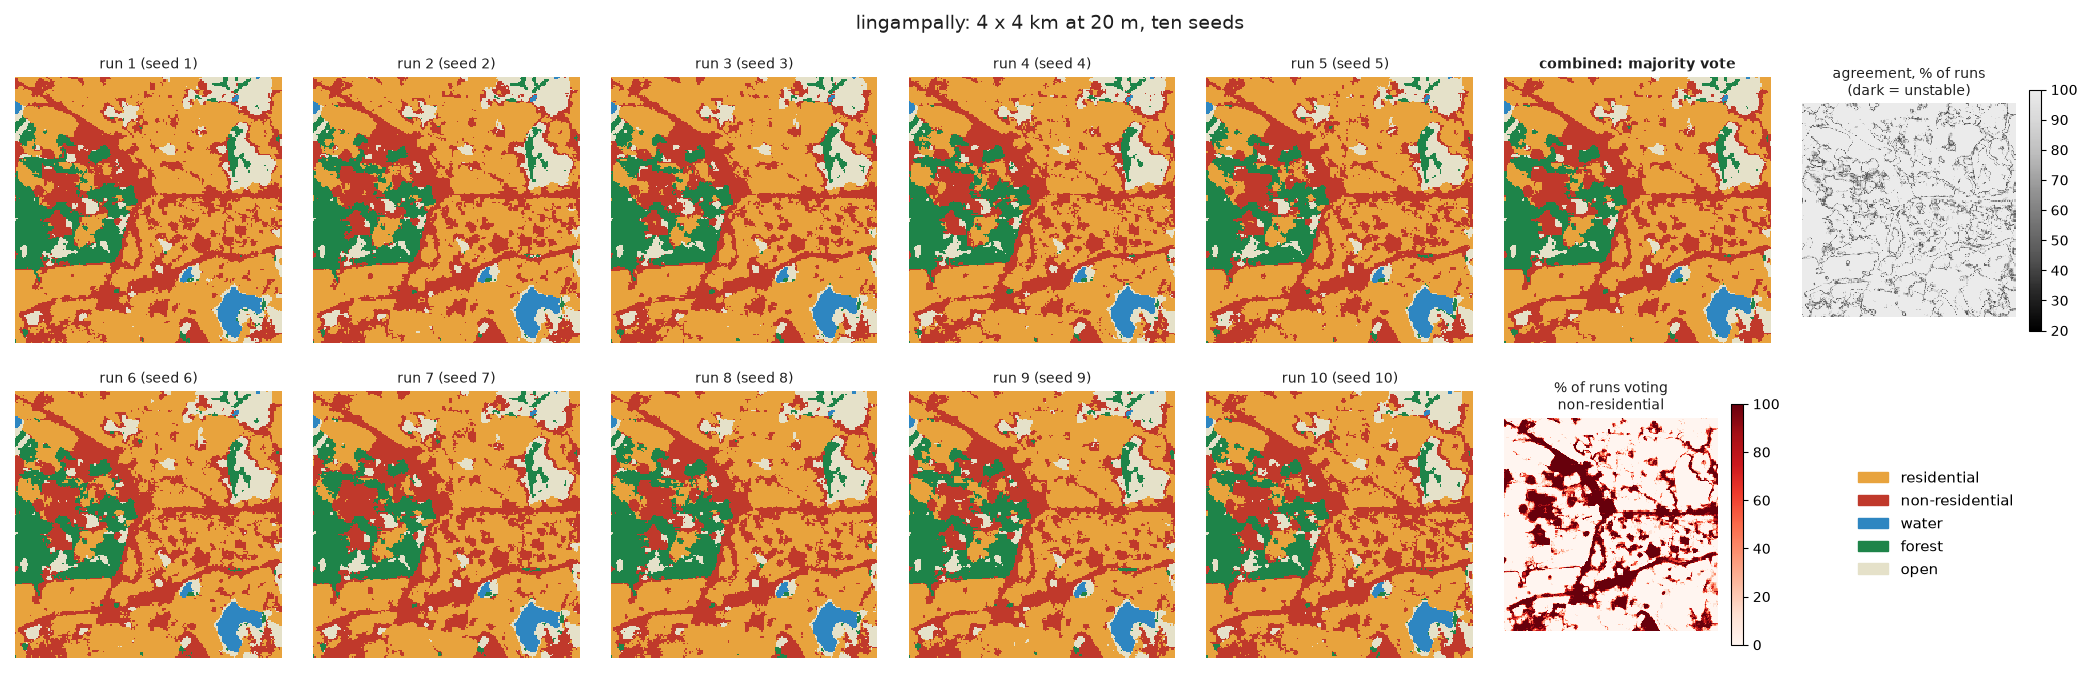 lingampally: 4 x 4 km at 20 m, ten seeds
run 1 (seed 1)
run 2 (seed 2)
run 3 (seed 3)
run 4 (seed 4)
run 5 (seed 5)
combined: majority vote
agreement, % of runs
(dark = unstable)
100
90
80
70
60
50
40
30
20
run 6 (seed 6)
run 7 (seed 7)
run 8 (seed 8)
run 9 (seed 9)
run 10 (seed 10)
% of runs voting
non-residential
100
80
60
40
20
0
residential
non-residential
water
forest
open